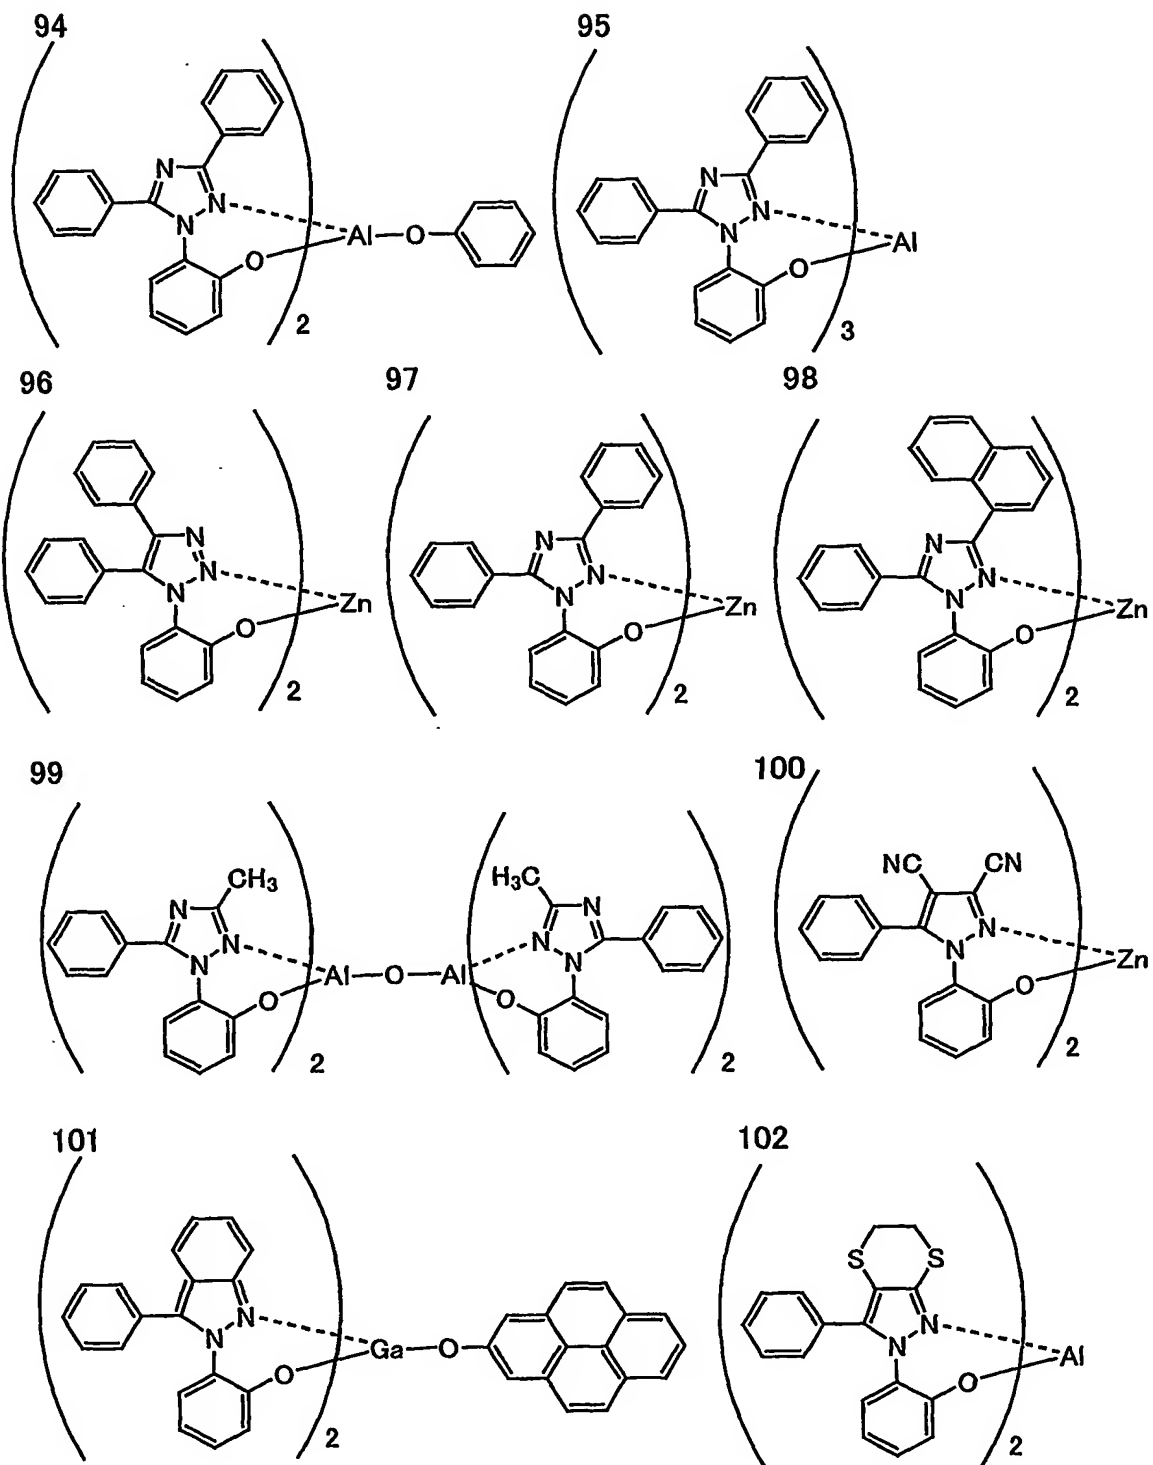 94 95
N N N Al O O 2
N N N Al O 3
96 97 98
N N N O Zn 2
N N N O Zn 2
N N N O Zn 2
99 100
CH3 N N N O Al O Al H3C N N N O 2 2
NC CN N N O Zn 2
101 102
N N O Ga O 2
S S N N O Al 2